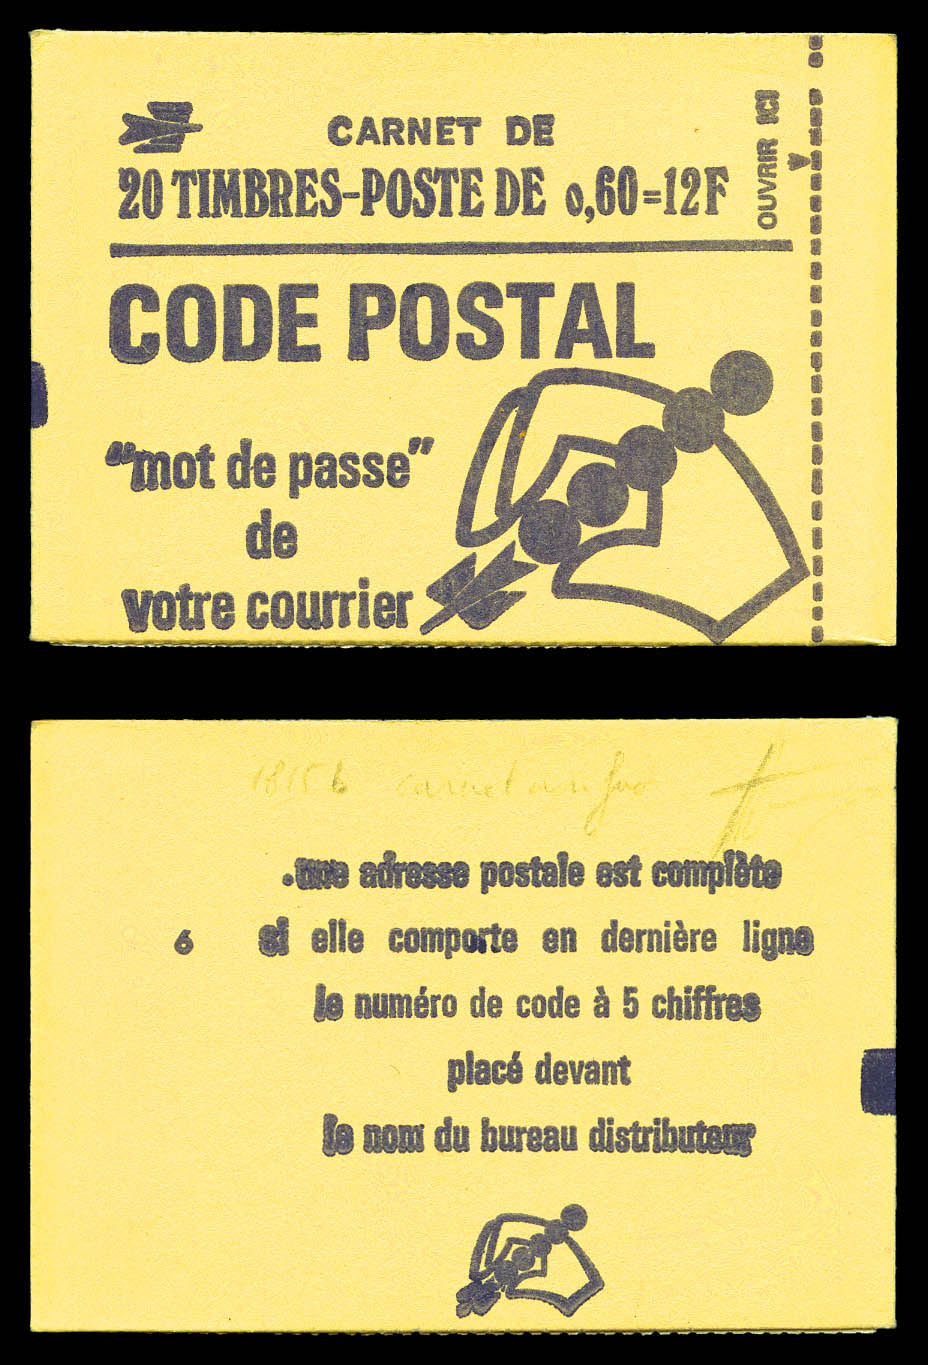 CARNET DE
20 TIMBRES-POSTE DE 0,60=12F
OUVRIR ICI
CODE POSTAL
“mot de passe”
de
votre courrier
1815 b carnet
.une adresse postale est complète
6 si elle comporte en dernière ligne
le numéro de code à 5 chiffres
placé devant
le nom du bureau distributeur